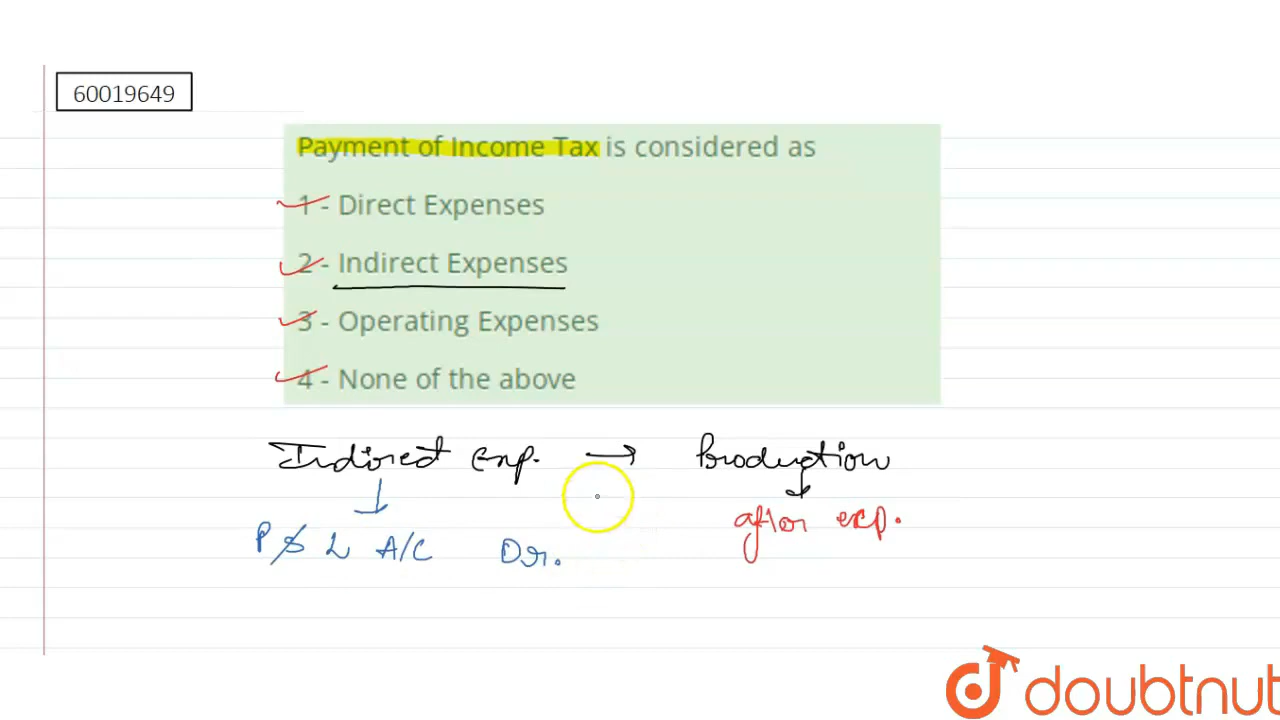 60019649
Payment of Income Tax is considered as
1 - Direct Expenses
2 - Indirect Expenses
3 - Operating Expenses
4 - None of the above
Indirect Exp. → Production
↓ ↓
after exp.
P & L A/C Dr.
doubtnut